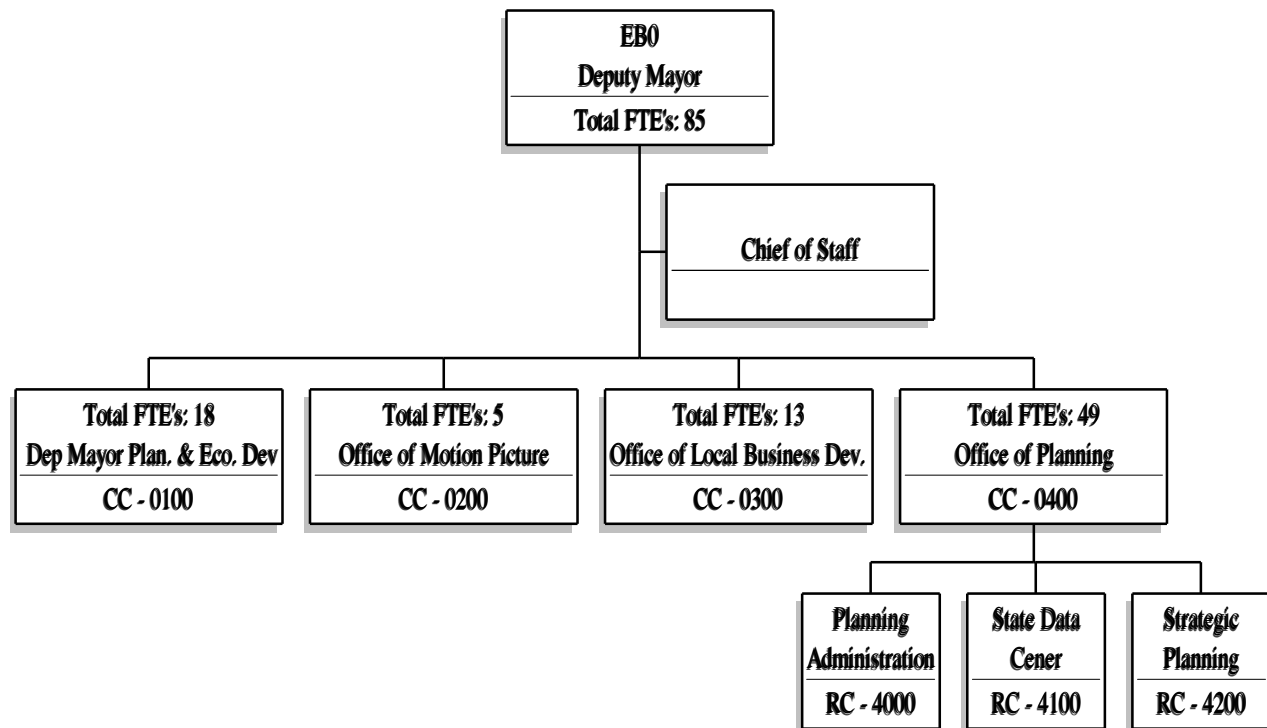 EB0
Deputy Mayor
Total FTE's: 85
Chief of Staff
Total FTE's: 18
Dep Mayor Plan. & Eco. Dev
CC - 0100
Total FTE's: 5
Office of Motion Picture
CC - 0200
Total FTE's: 13
Office of Local Business Dev.
CC - 0300
Total FTE's: 49
Office of Planning
CC - 0400
Planning
Administration
RC - 4000
State Data
Cener
RC - 4100
Strategic
Planning
RC - 4200